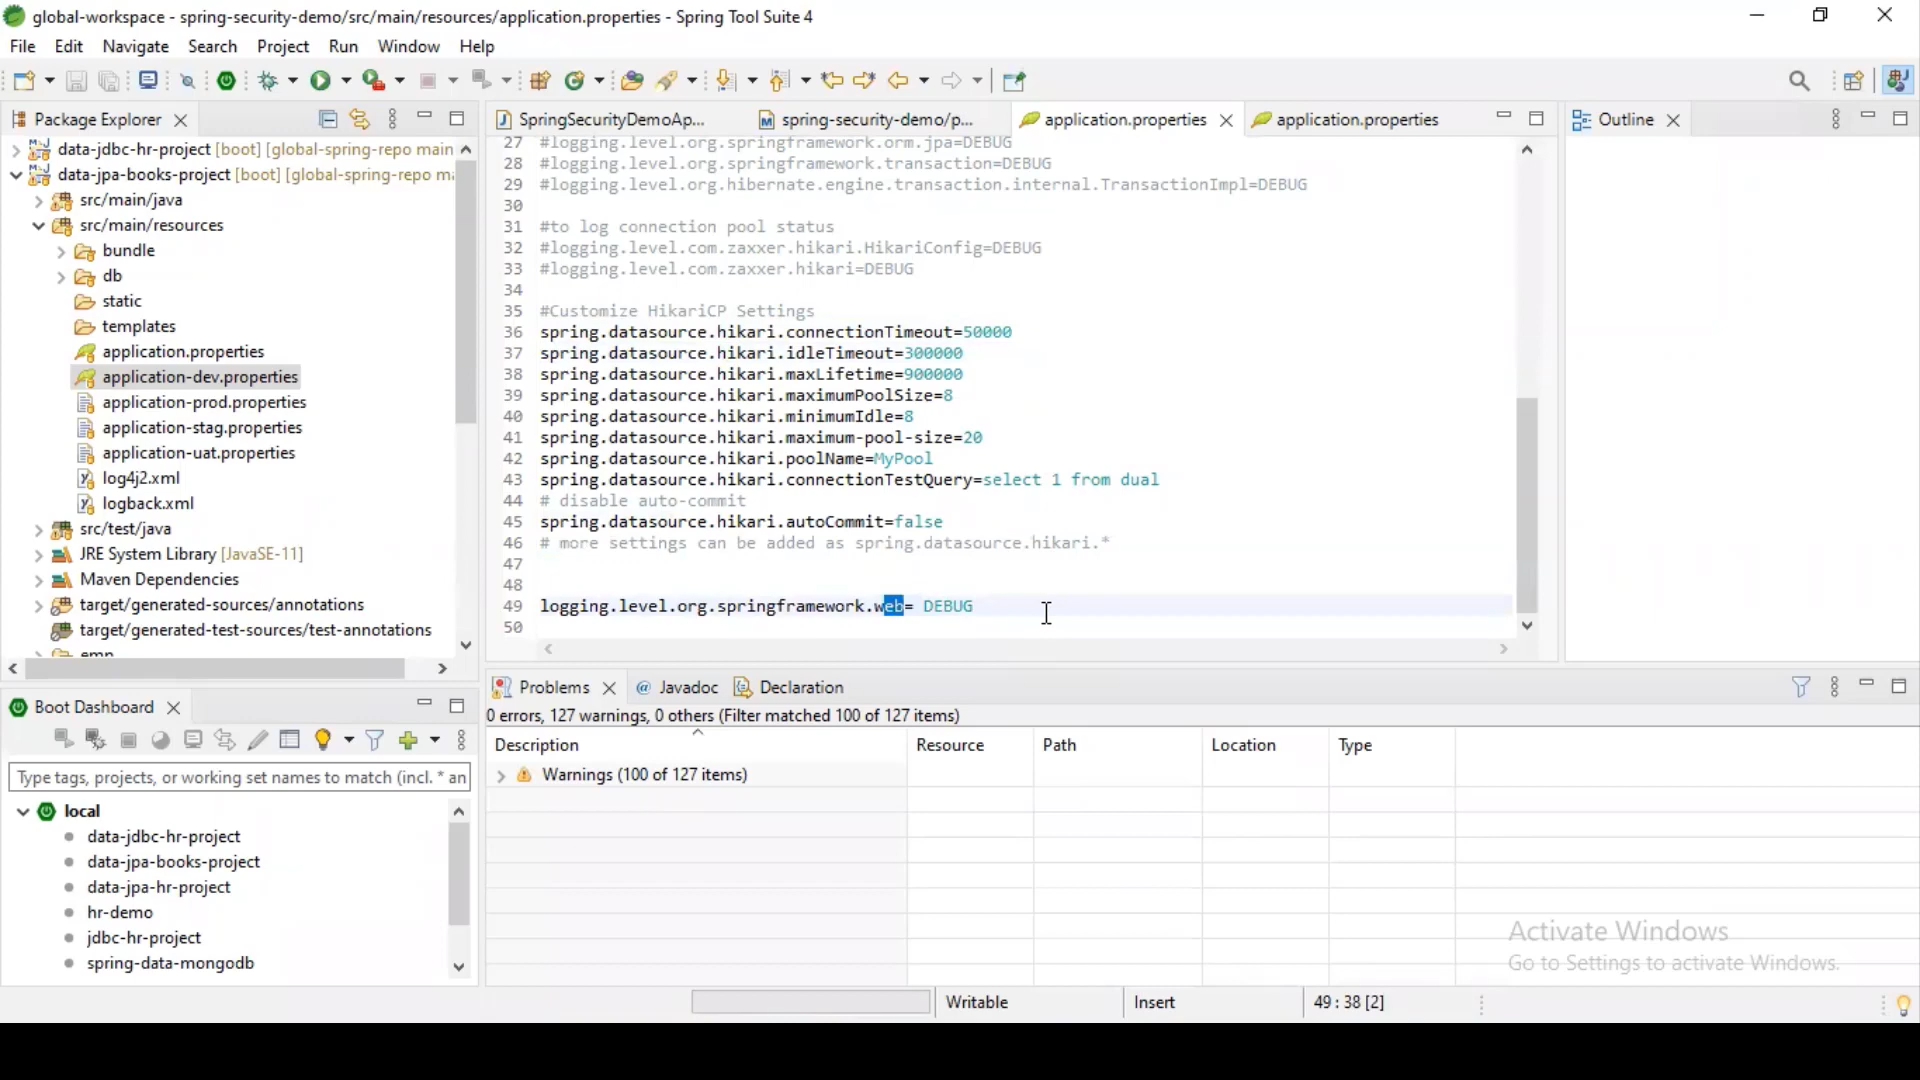 global-workspace - spring-security-demo/src/main/resources/application.properties - Spring Tool Suite 4
File Edit Navigate Search Project Run Window Help
Package Explorer
data-jdbc-hr-project [boot] [global-spring-repo main
data-jpa-books-project [boot] [global-spring-repo ma
src/main/java
src/main/resources
bundle
db
static
templates
application.properties
application-dev.properties
application-prod.properties
application-stag.properties
application-uat.properties
log4j2.xml
logback.xml
src/test/java
JRE System Library [JavaSE-11]
Maven Dependencies
target/generated-sources/annotations
target/generated-test-sources/test-annotations
emp
SpringSecurityDemoAp... spring-security-demo/p... application.properties application.properties
27 #logging.level.org.springframework.orm.jpa=DEBUG
28 #logging.level.org.springframework.transaction=DEBUG
29 #logging.level.org.hibernate.engine.transaction.internal.TransactionImpl=DEBUG
30
31 #to log connection pool status
32 #logging.level.com.zaxxer.hikari.HikariConfig=DEBUG
33 #logging.level.com.zaxxer.hikari=DEBUG
34
35 #Customize HikariCP Settings
36 spring.datasource.hikari.connectionTimeout=50000
37 spring.datasource.hikari.idleTimeout=300000
38 spring.datasource.hikari.maxLifetime=900000
39 spring.datasource.hikari.maximumPoolSize=8
40 spring.datasource.hikari.minimumIdle=8
41 spring.datasource.hikari.maximum-pool-size=20
42 spring.datasource.hikari.poolName=MyPool
43 spring.datasource.hikari.connectionTestQuery=select 1 from dual
44 # disable auto-commit
45 spring.datasource.hikari.autoCommit=false
46 # more settings can be added as spring.datasource.hikari.*
47
48
49 logging.level.org.springframework.web= DEBUG
50
Outline
Boot Dashboard
Type tags, projects, or working set names to match (incl. * an
local
data-jdbc-hr-project
data-jpa-books-project
data-jpa-hr-project
hr-demo
jdbc-hr-project
spring-data-mongodb
Problems @ Javadoc Declaration
0 errors, 127 warnings, 0 others (Filter matched 100 of 127 items)
Description Resource Path Location Type
Warnings (100 of 127 items)
Activate Windows
Go to Settings to activate Windows.
Writable Insert 49 : 38 [2]